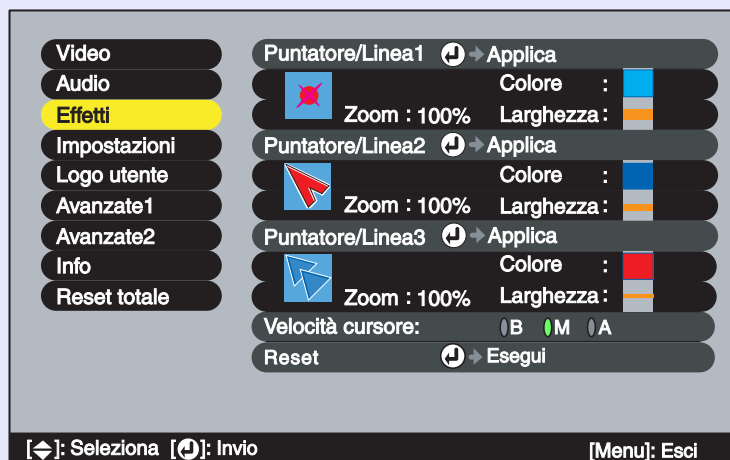 Video
Audio
Effetti
Impostazioni
Logo utente
Avanzate1
Avanzate2
Info
Reset totale
Puntatore/Linea1 Applica
Colore :
Zoom : 100% Larghezza :
Puntatore/Linea2 Applica
Colore :
Zoom : 100% Larghezza :
Puntatore/Linea3 Applica
Colore :
Zoom : 100% Larghezza :
Velocità cursore: B M A
Reset Esegui
[ ]: Seleziona [ ]: Invio [Menu]: Esci